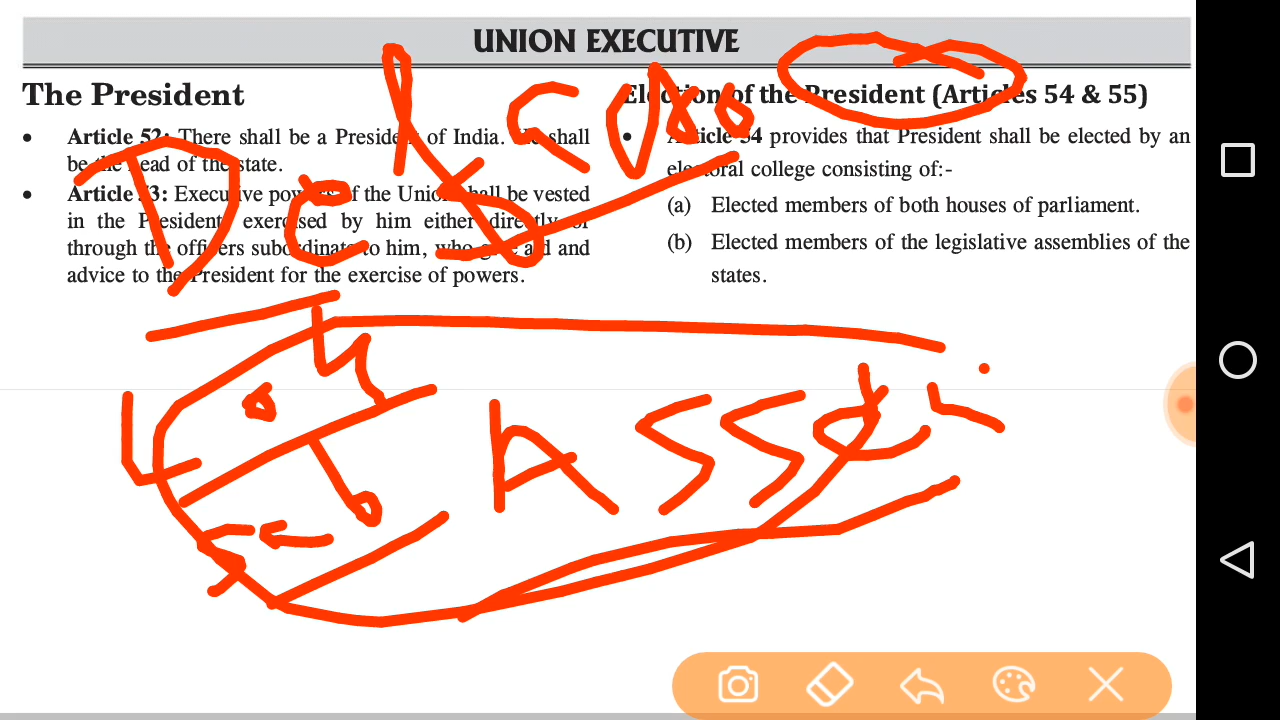 UNION EXECUTIVE
The President
• Article 52: There shall be a President of India. He shall
be the head of the state.
• Article 53: Executive powers of the Union shall be vested
in the President, exercised by him either directly or
through the officers subordinate to him, who give aid and
advice to the President for the exercise of powers.
Election of the President (Articles 54 & 55)
• Article 54 provides that President shall be elected by an
electoral college consisting of:-
(a) Elected members of both houses of parliament.
(b) Elected members of the legislative assemblies of the
states.